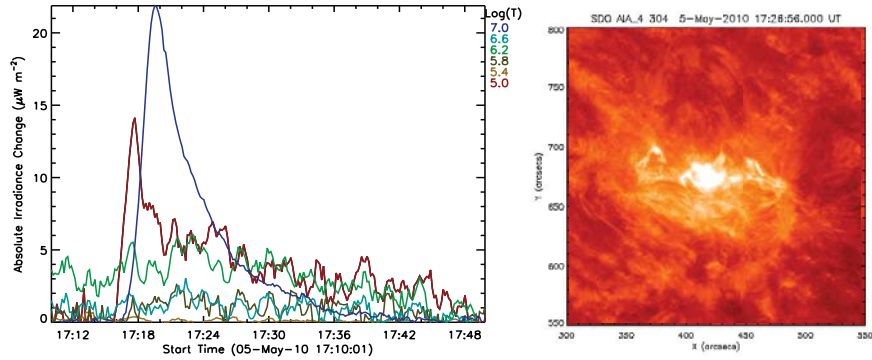 Log(T)
7.0
6.6
6.2
5.8
5.4
5.0
20
15
10
5
0
Absolute Irradiance Change (μW m⁻²)
17:12 17:18 17:24 17:30 17:36 17:42 17:48
Start Time (05-May-10 17:10:01)
SDO AIA_4 304 5-May-2010 17:26:56.000 UT
800
750
700
650
600
550
Y (arcsecs)
300 350 400 450 500 550
X (arcsecs)